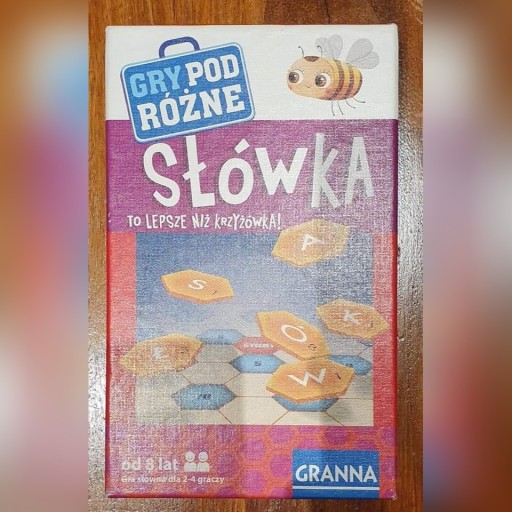 GRY POD
RÓŻNE
SŁÓWKA
TO LEPSZE NIŻ KRZYŻÓWKA!
A
S
K
Ó
Ł
W
od 8 lat
Gra słowna dla 2-4 graczy
GRANNA